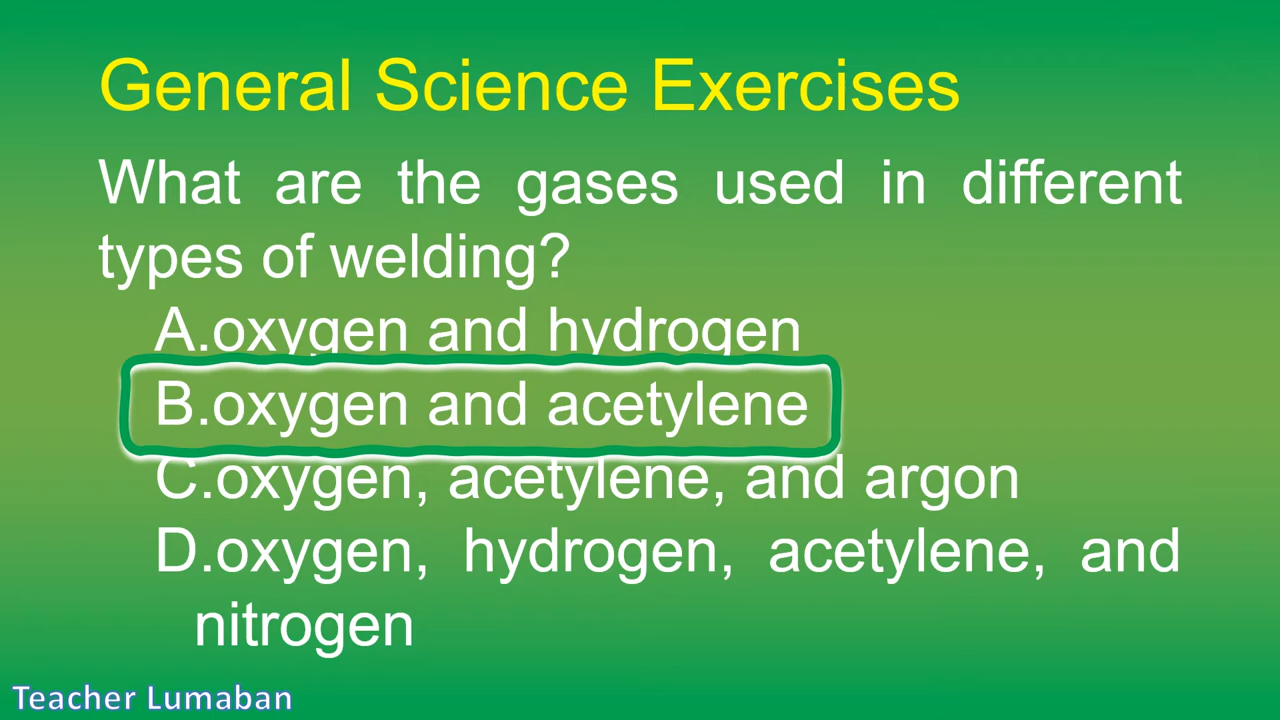 General Science Exercises
What are the gases used in different
types of welding?
A.oxygen and hydrogen
B.oxygen and acetylene
C.oxygen, acetylene, and argon
D.oxygen, hydrogen, acetylene, and
nitrogen
Teacher Lumaban